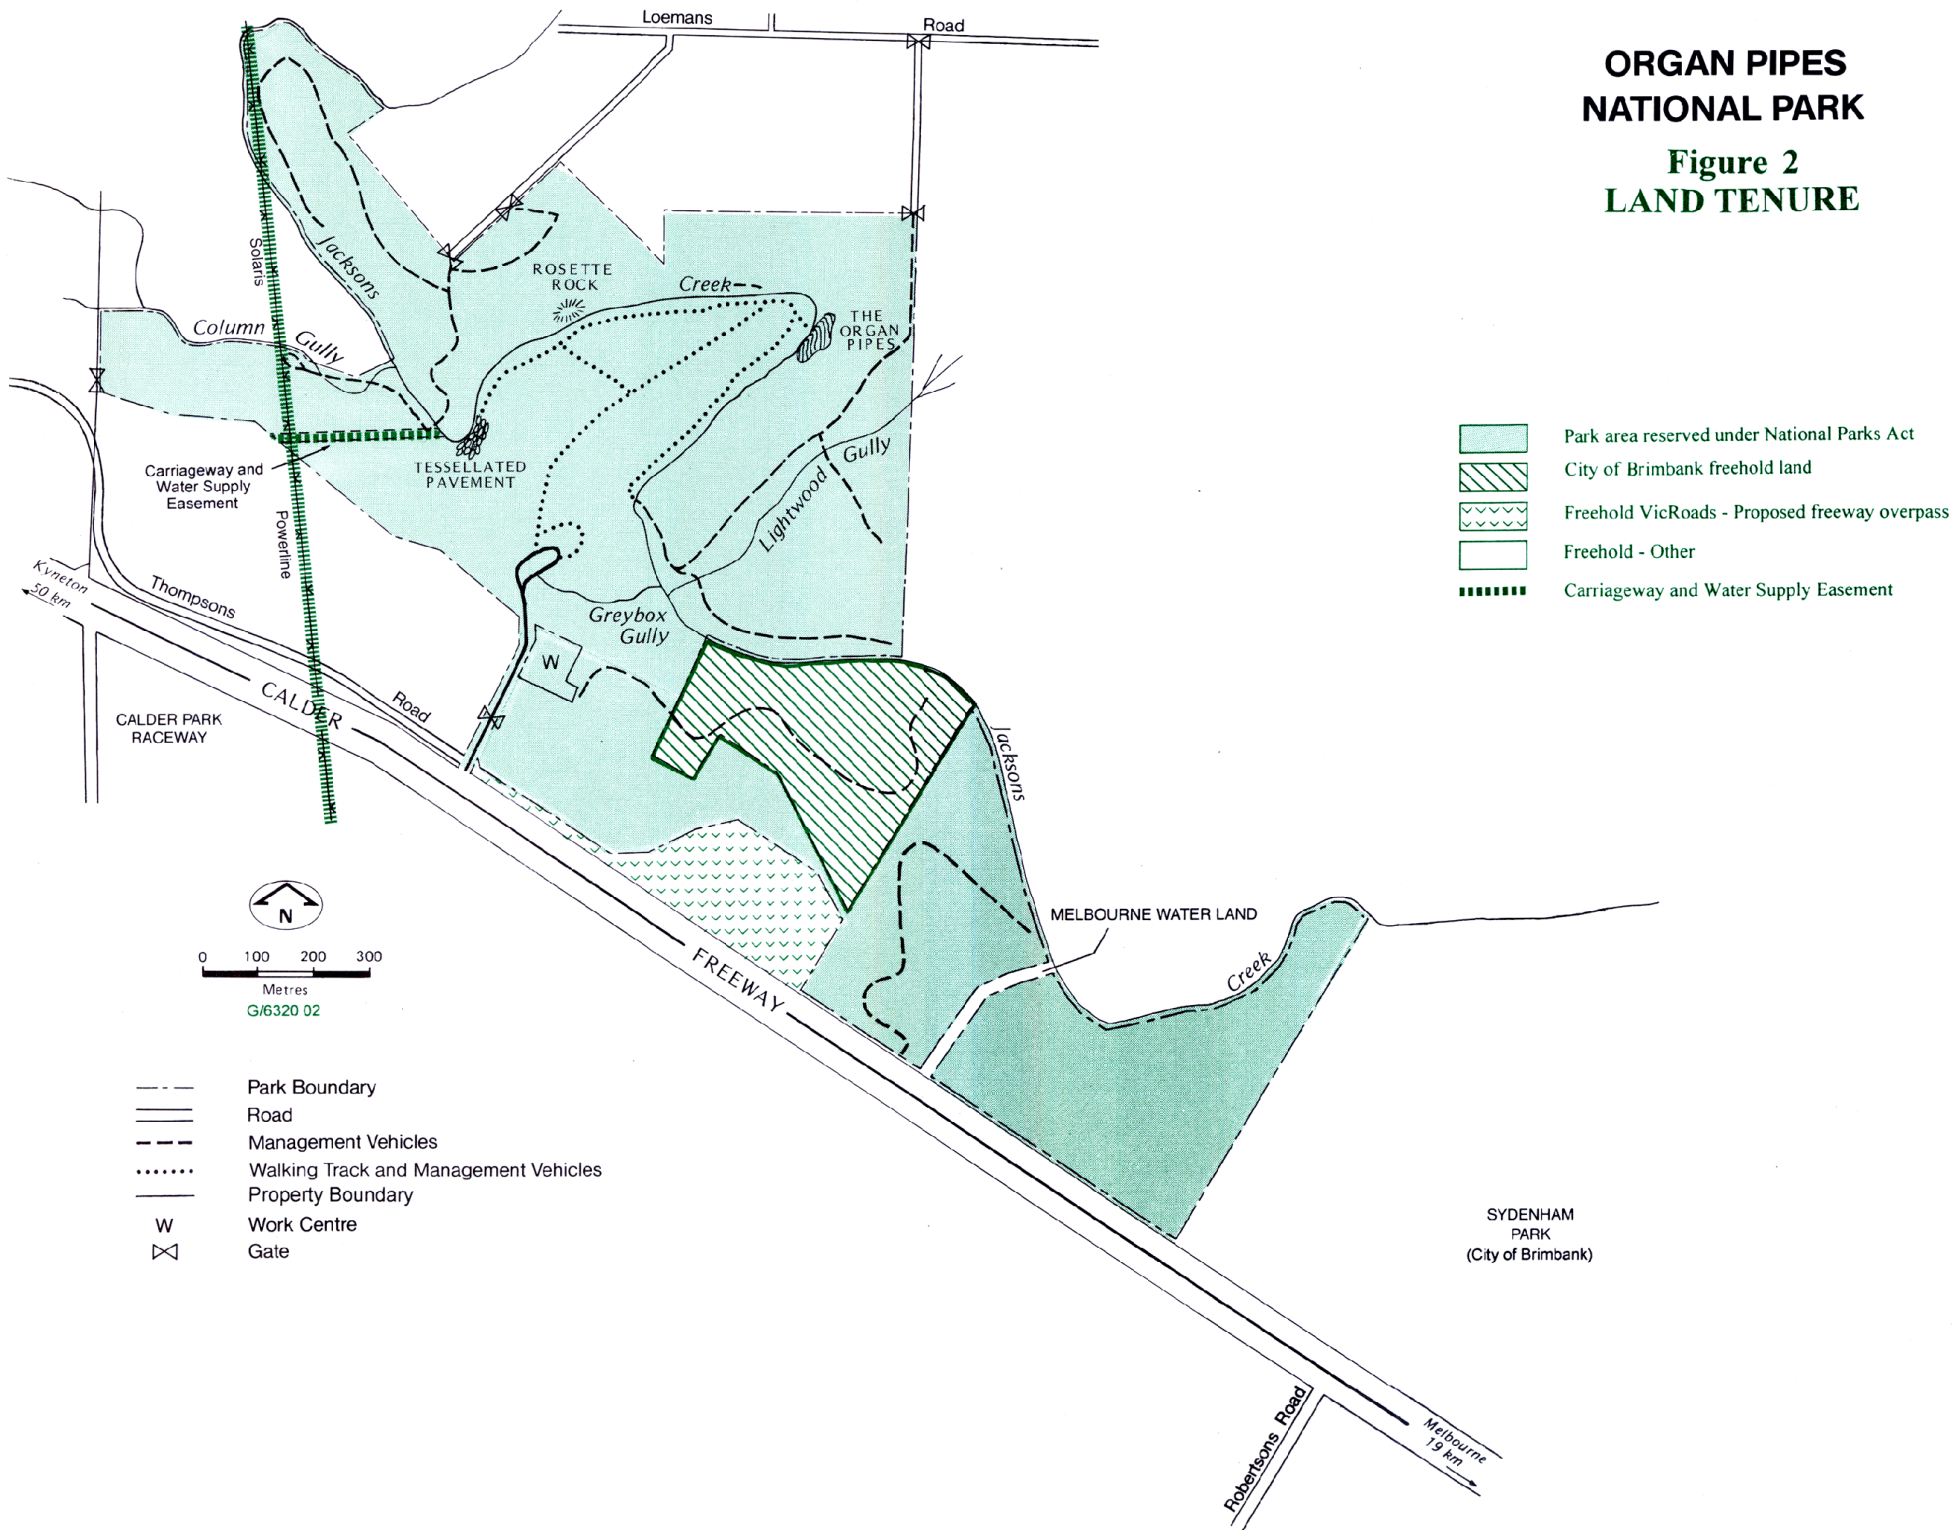 Loemans
Road
ORGAN PIPES
NATIONAL PARK
Figure 2
LAND TENURE
Solaris
Jacksons
ROSETTE
ROCK
Creek
THE
ORGAN
PIPES
Column
Gully
TESSELLATED
PAVEMENT
Carriageway and
Water Supply
Easement
Powerline
Lightwood
Gully
Park area reserved under National Parks Act
City of Brimbank freehold land
Freehold VicRoads - Proposed freeway overpass
Freehold - Other
Carriageway and Water Supply Easement
Kyneton
50 km
Thompsons
Road
Greybox
Gully
W
CALDER
FREEWAY
CALDER PARK
RACEWAY
Jacksons
Creek
MELBOURNE WATER LAND
N
0 100 200 300
Metres
G/6320 02
Park Boundary
Road
Management Vehicles
Walking Track and Management Vehicles
Property Boundary
W Work Centre
Gate
SYDENHAM
PARK
(City of Brimbank)
Robertsons Road
Melbourne
19 km